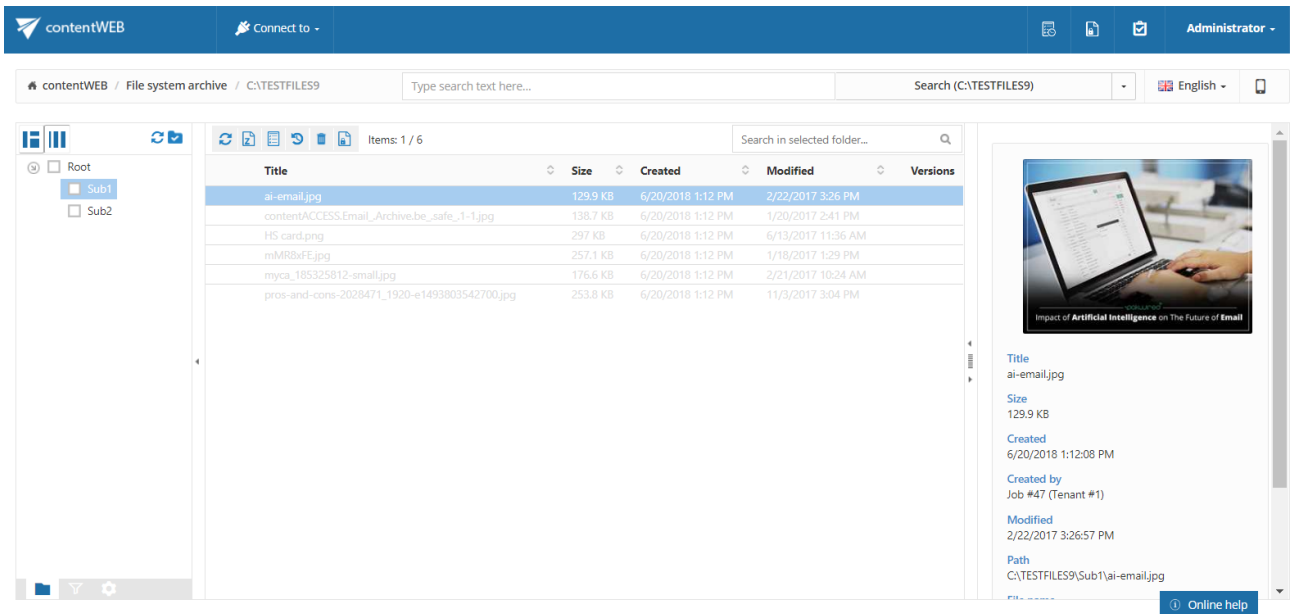 contentWEB Connect to Administrator
contentWEB / File system archive / C:\TESTFILES9 Type search text here... Search (C:\TESTFILES9) English
Items: 1 / 6 Search in selected folder...
Root
Sub1
Sub2
Title Size Created Modified Versions
ai-email.jpg 129.9 KB 6/20/2018 1:12 PM 2/22/2017 3:26 PM
contentACCESS.Email_.Archive.be_.safe_.1-1.jpg 138.7 KB 6/20/2018 1:12 PM 1/20/2017 2:41 PM
HS card.png 297 KB 6/20/2018 1:12 PM 6/13/2017 11:36 AM
mMR8xFE.jpg 257.1 KB 6/20/2018 1:12 PM 1/18/2017 1:29 PM
myca_185325812-small.jpg 176.6 KB 6/20/2018 1:12 PM 2/21/2017 10:24 AM
pros-and-cons-2028471_1920-e1493803542700.jpg 253.8 KB 6/20/2018 1:12 PM 11/3/2017 3:04 PM
Impact of Artificial Intelligence on The Future of Email
Title
ai-email.jpg
Size
129.9 KB
Created
6/20/2018 1:12:08 PM
Created by
Job #47 (Tenant #1)
Modified
2/22/2017 3:26:57 PM
Path
C:\TESTFILES9\Sub1\ai-email.jpg
File name
Online help